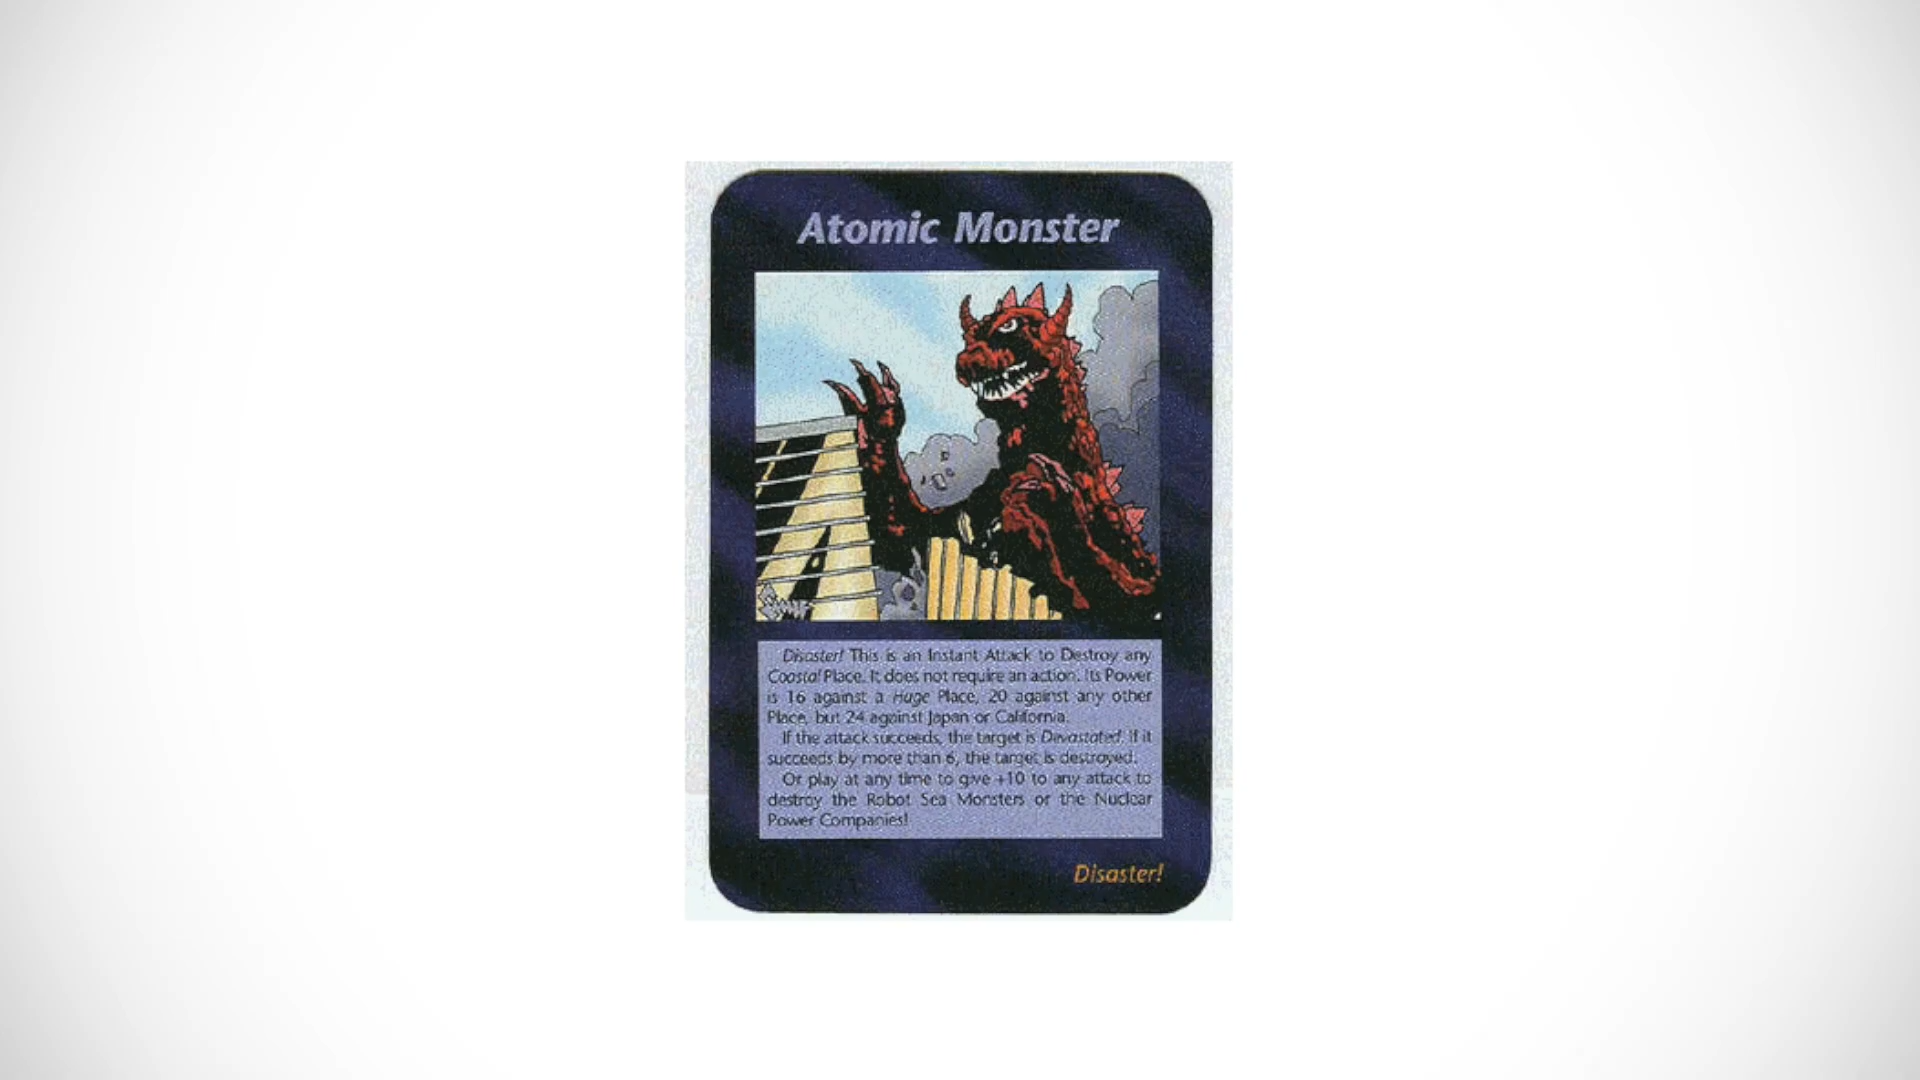 Atomic Monster
Disaster! This is an Instant Attack to Destroy any
Coastal Place. It does not require an action. Its Power
is 16 against a Huge Place, 20 against any other
Place, but 24 against Japan or California.
If the attack succeeds, the target is Devastated. If it
succeeds by more than 6, the target is destroyed.
Or play at any time to give +10 to any attack to
destroy the Robot Sea Monsters or the Nuclear
Power Companies!
Disaster!